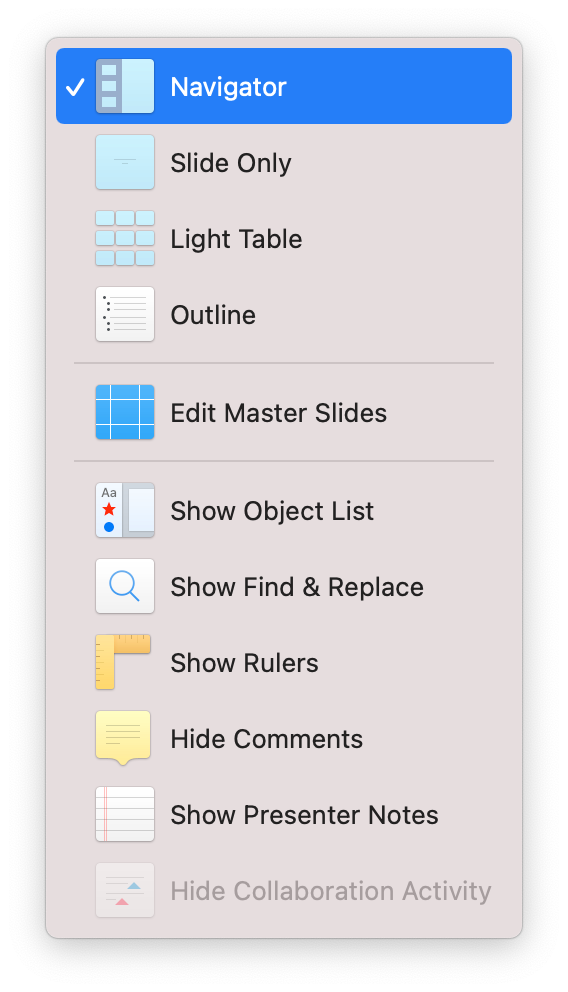 Navigator
Slide Only
Light Table
Outline
Edit Master Slides
Aa
Show Object List
Show Find & Replace
Show Rulers
Hide Comments
Show Presenter Notes
Hide Collaboration Activity